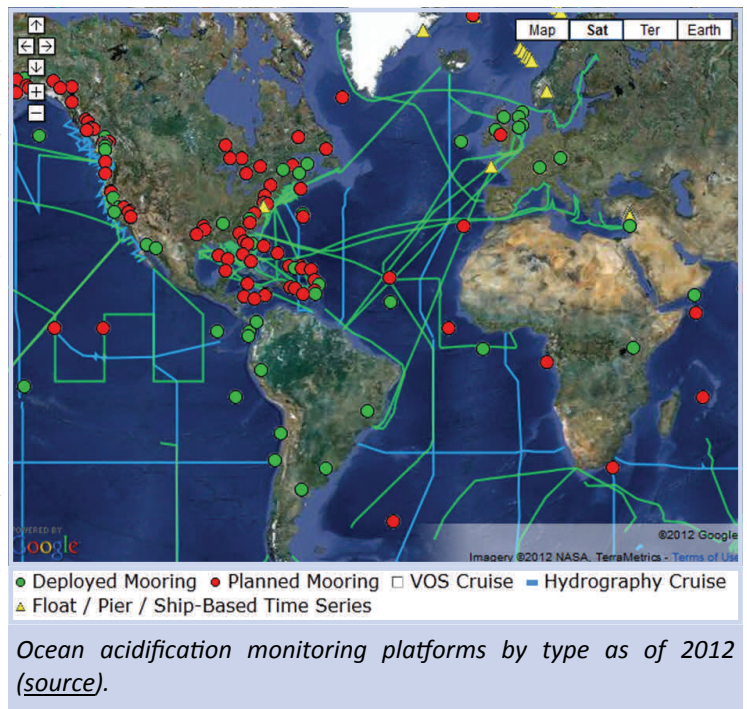 Map Sat Ter Earth
POWERED BY
Google
©2012 Google
Imagery ©2012 NASA, TerraMetrics - Terms of Use
Deployed Mooring Planned Mooring VOS Cruise Hydrography Cruise
Float / Pier / Ship-Based Time Series
Ocean acidification monitoring platforms by type as of 2012
(source).